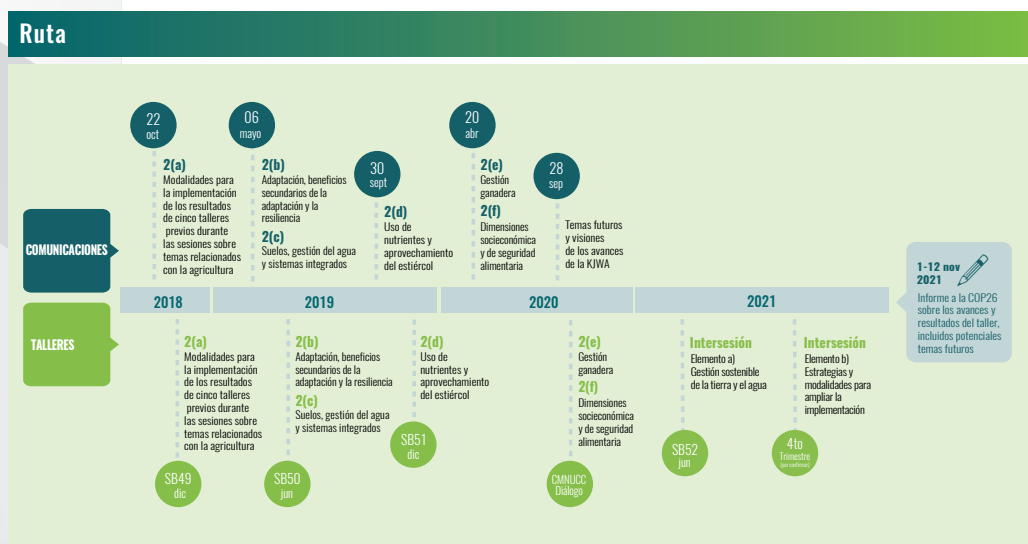 Ruta
22
oct
2(a)
Modalidades para
la implementación
de los resultados
de cinco talleres
previos durante
las sesiones sobre
temas relacionados
con la agricultura
06
mayo
2(b)
Adaptación, beneficios
secundarios de la
adaptación y la
resiliencia
2(c)
Suelos, gestión del agua
y sistemas integrados
30
sept
2(d)
Uso de
nutrientes y
aprovechamiento
del estiércol
20
abr
2(e)
Gestión
ganadera
2(f)
Dimensiones
socioeconómica
y de seguridad
alimentaria
28
sep
Temas futuros
y visiones
de los avances
de la KJWA
COMUNICACIONES
2018
2019
2020
2021
1-12 nov
2021
Informe a la COP26
sobre los avances y
resultados del taller,
incluidos potenciales
temas futuros
TALLERES
2(a)
Modalidades para
la implementación
de los resultados
de cinco talleres
previos durante
las sesiones sobre
temas relacionados
con la agricultura
SB49
dic
2(b)
Adaptación, beneficios
secundarios de la
adaptación y la resiliencia
2(c)
Suelos, gestión del agua
y sistemas integrados
SB50
jun
2(d)
Uso de
nutrientes y
aprovechamiento
del estiércol
SB51
dic
2(e)
Gestión
ganadera
2(f)
Dimensiones
socioeconómica
y de seguridad
alimentaria
CMNUCC
Diálogo
Intersesión
Elemento a)
Gestión sostenible
de la tierra y el agua
SB52
jun
Intersesión
Elemento b)
Estrategias y
modalidades para
ampliar la
implementación
4to
Trimestre
(por confirmar)